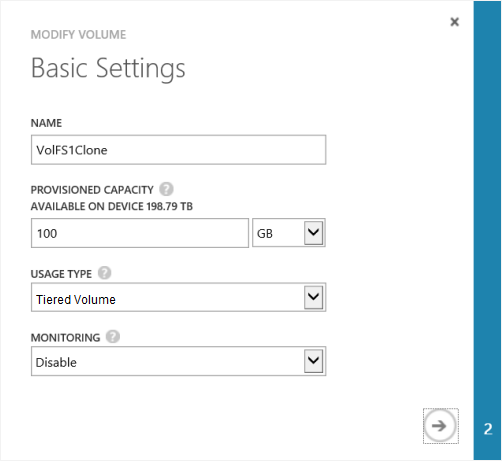 MODIFY VOLUME
Basic Settings
NAME
VolFS1Clone
PROVISIONED CAPACITY ?
AVAILABLE ON DEVICE 198.79 TB
100 GB
USAGE TYPE ?
Tiered Volume
MONITORING ?
Disable
2